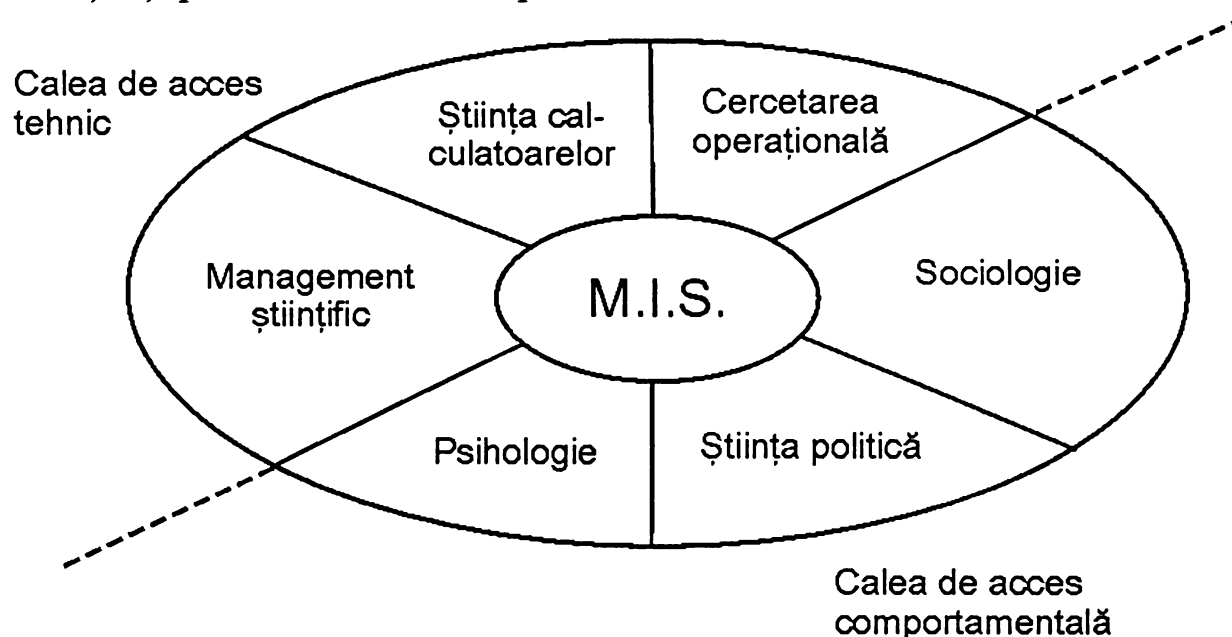 Calea de acces
tehnic
Știința cal-
culatoarelor
Cercetarea
operațională
Management
științific
M.I.S.
Sociologie
Psihologie
Știința politică
Calea de acces
comportamentală